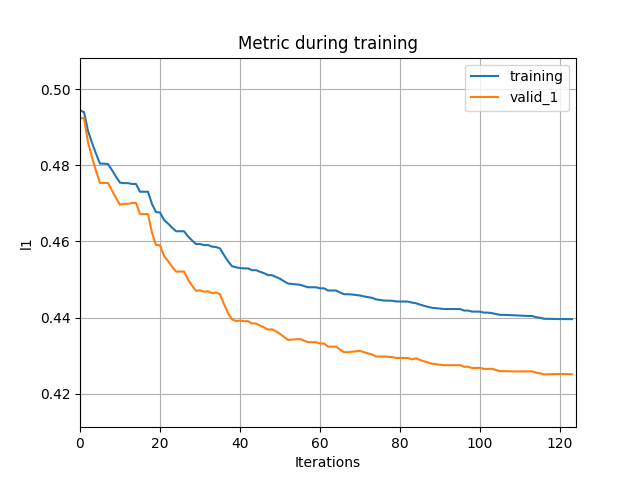 Metric during training
training
valid_1
0.50
0.48
0.46
0.44
0.42
l1
0 20 40 60 80 100 120
Iterations